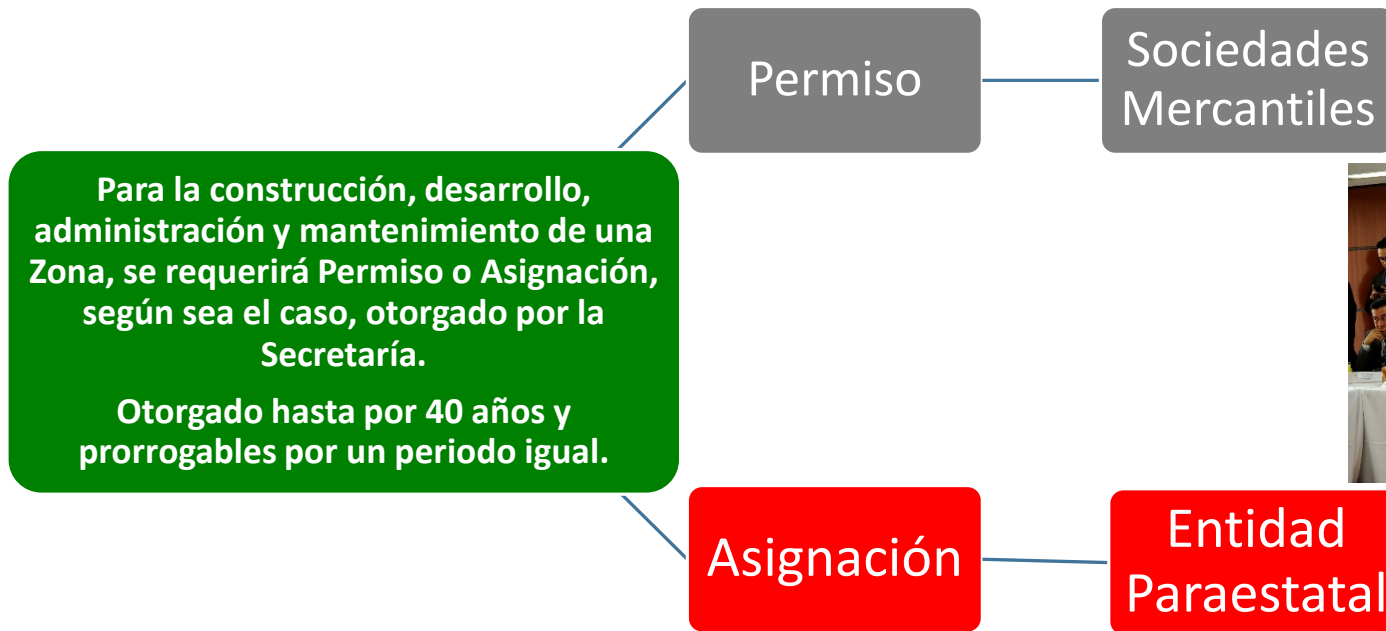 Permiso
Sociedades
Mercantiles
Para la construcción, desarrollo,
administración y mantenimiento de una
Zona, se requerirá Permiso o Asignación,
según sea el caso, otorgado por la
Secretaría.
Otorgado hasta por 40 años y
prorrogables por un periodo igual.
Asignación
Entidad
Paraestatal